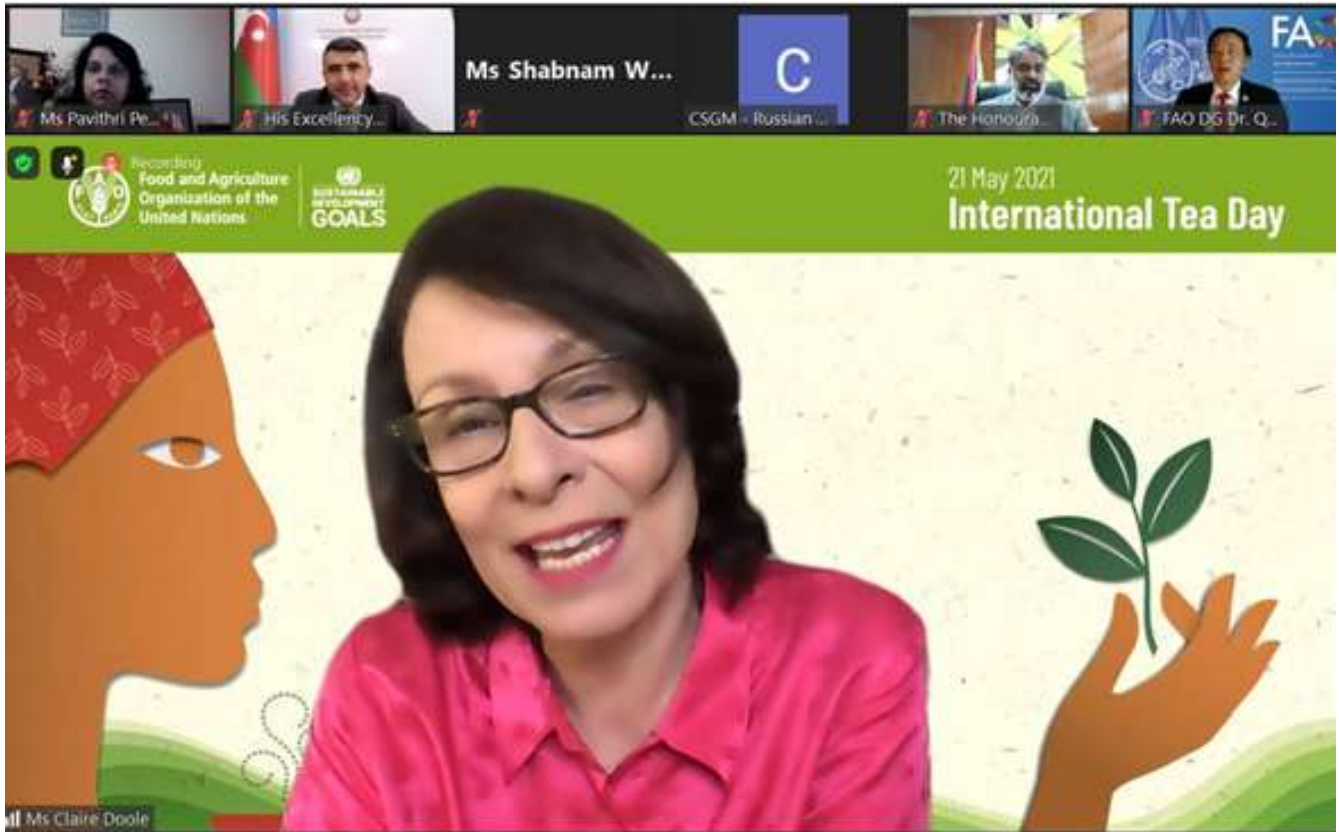 Ms Shabnam W...
C
Ms Pavithri Pe...
His Excellency...
CSGM - Russian ...
The Honoura...
FAO DG Dr. Q...
FA
Recording
Food and Agriculture
Organization of the
United Nations
SUSTAINABLE
DEVELOPMENT
GOALS
21 May 2021
International Tea Day
Ms Claire Doole